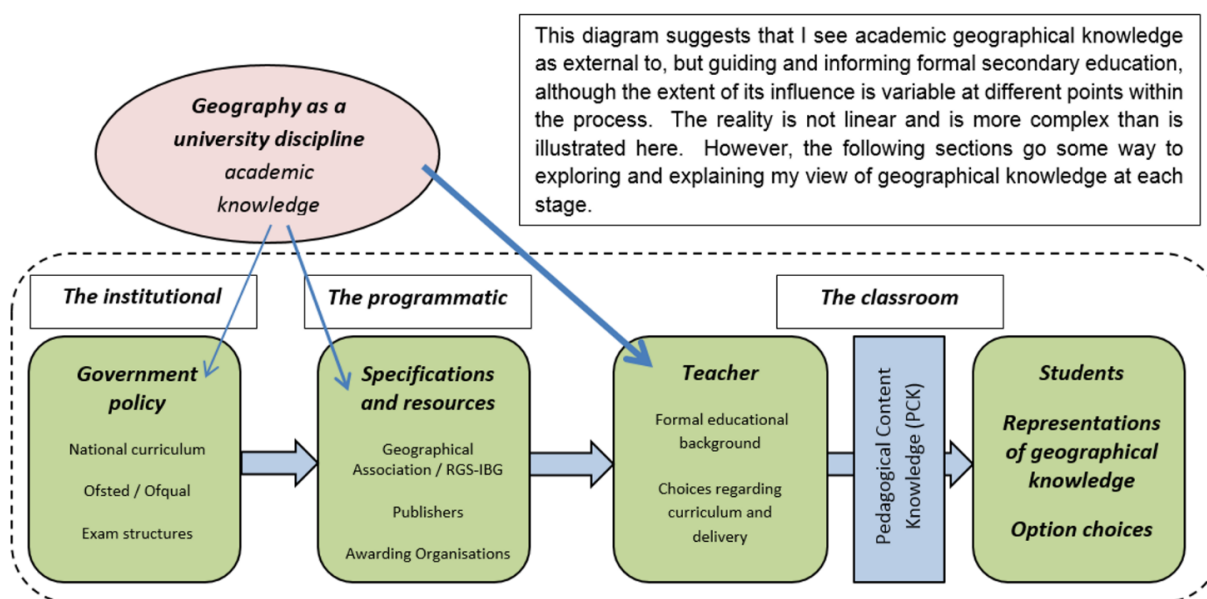 This diagram suggests that I see academic geographical knowledge
as external to, but guiding and informing formal secondary education,
although the extent of its influence is variable at different points within
the process. The reality is not linear and is more complex than is
illustrated here. However, the following sections go some way to
exploring and explaining my view of geographical knowledge at each
stage.
Geography as a
university discipline
academic
knowledge
The institutional
The programmatic
The classroom
Government
policy
National curriculum
Ofsted / Ofqual
Exam structures
Specifications
and resources
Geographical
Association / RGS-IBG
Publishers
Awarding Organisations
Teacher
Formal educational
background
Choices regarding
curriculum and
delivery
Pedagogical Content
Knowledge (PCK)
Students
Representations
of geographical
knowledge
Option choices